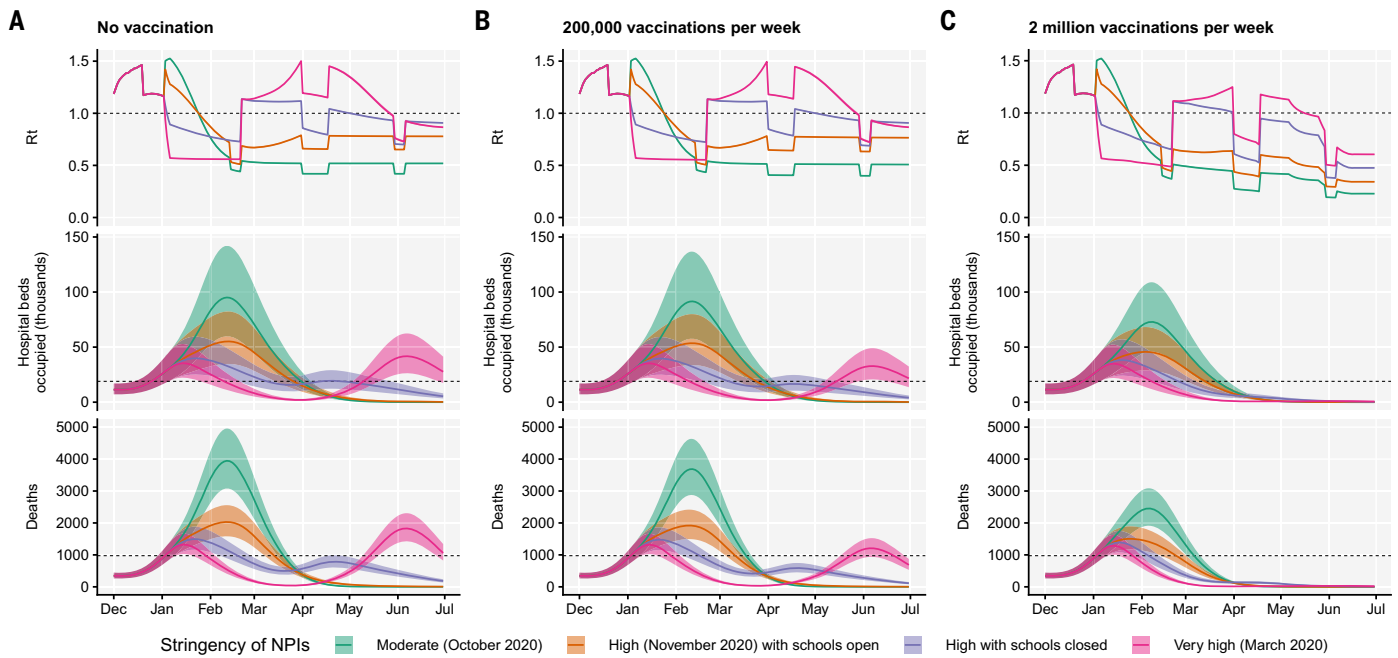 A
No vaccination
B
200,000 vaccinations per week
C
2 million vaccinations per week
Rt
1.5
1.0
0.5
0.0
Rt
1.5
1.0
0.5
0.0
Rt
1.5
1.0
0.5
0.0
Hospital beds
occupied (thousands)
150
100
50
0
Hospital beds
occupied (thousands)
150
100
50
0
Hospital beds
occupied (thousands)
150
100
50
0
Deaths
5000
4000
3000
2000
1000
0
Deaths
5000
4000
3000
2000
1000
0
Deaths
5000
4000
3000
2000
1000
0
Dec Jan Feb Mar Apr May Jun Jul
Dec Jan Feb Mar Apr May Jun Jul
Dec Jan Feb Mar Apr May Jun Jul
Stringency of NPIs Moderate (October 2020) High (November 2020) with schools open High with schools closed Very high (March 2020)